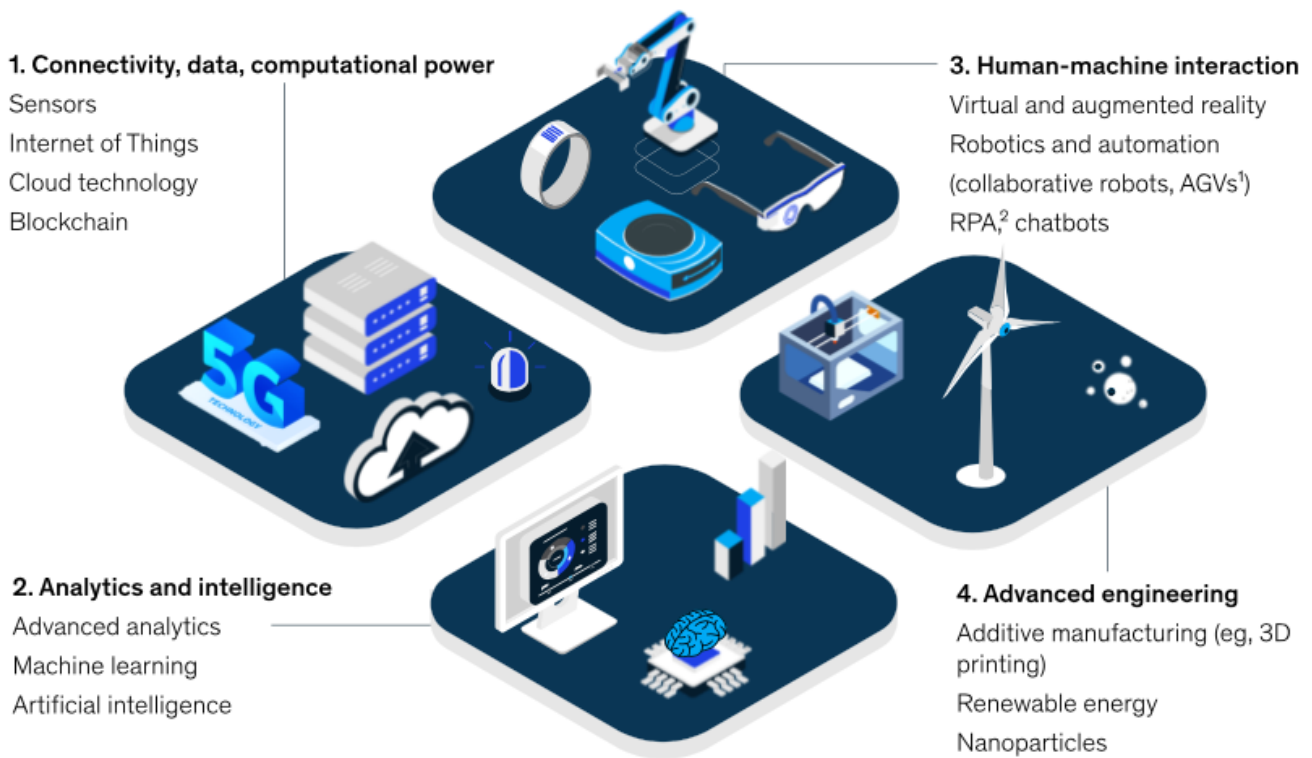 1. Connectivity, data, computational power
Sensors
Internet of Things
Cloud technology
Blockchain
5G
TECHNOLOGY
2. Analytics and intelligence
Advanced analytics
Machine learning
Artificial intelligence
3. Human-machine interaction
Virtual and augmented reality
Robotics and automation
(collaborative robots, AGVs¹)
RPA,² chatbots
4. Advanced engineering
Additive manufacturing (eg, 3D
printing)
Renewable energy
Nanoparticles